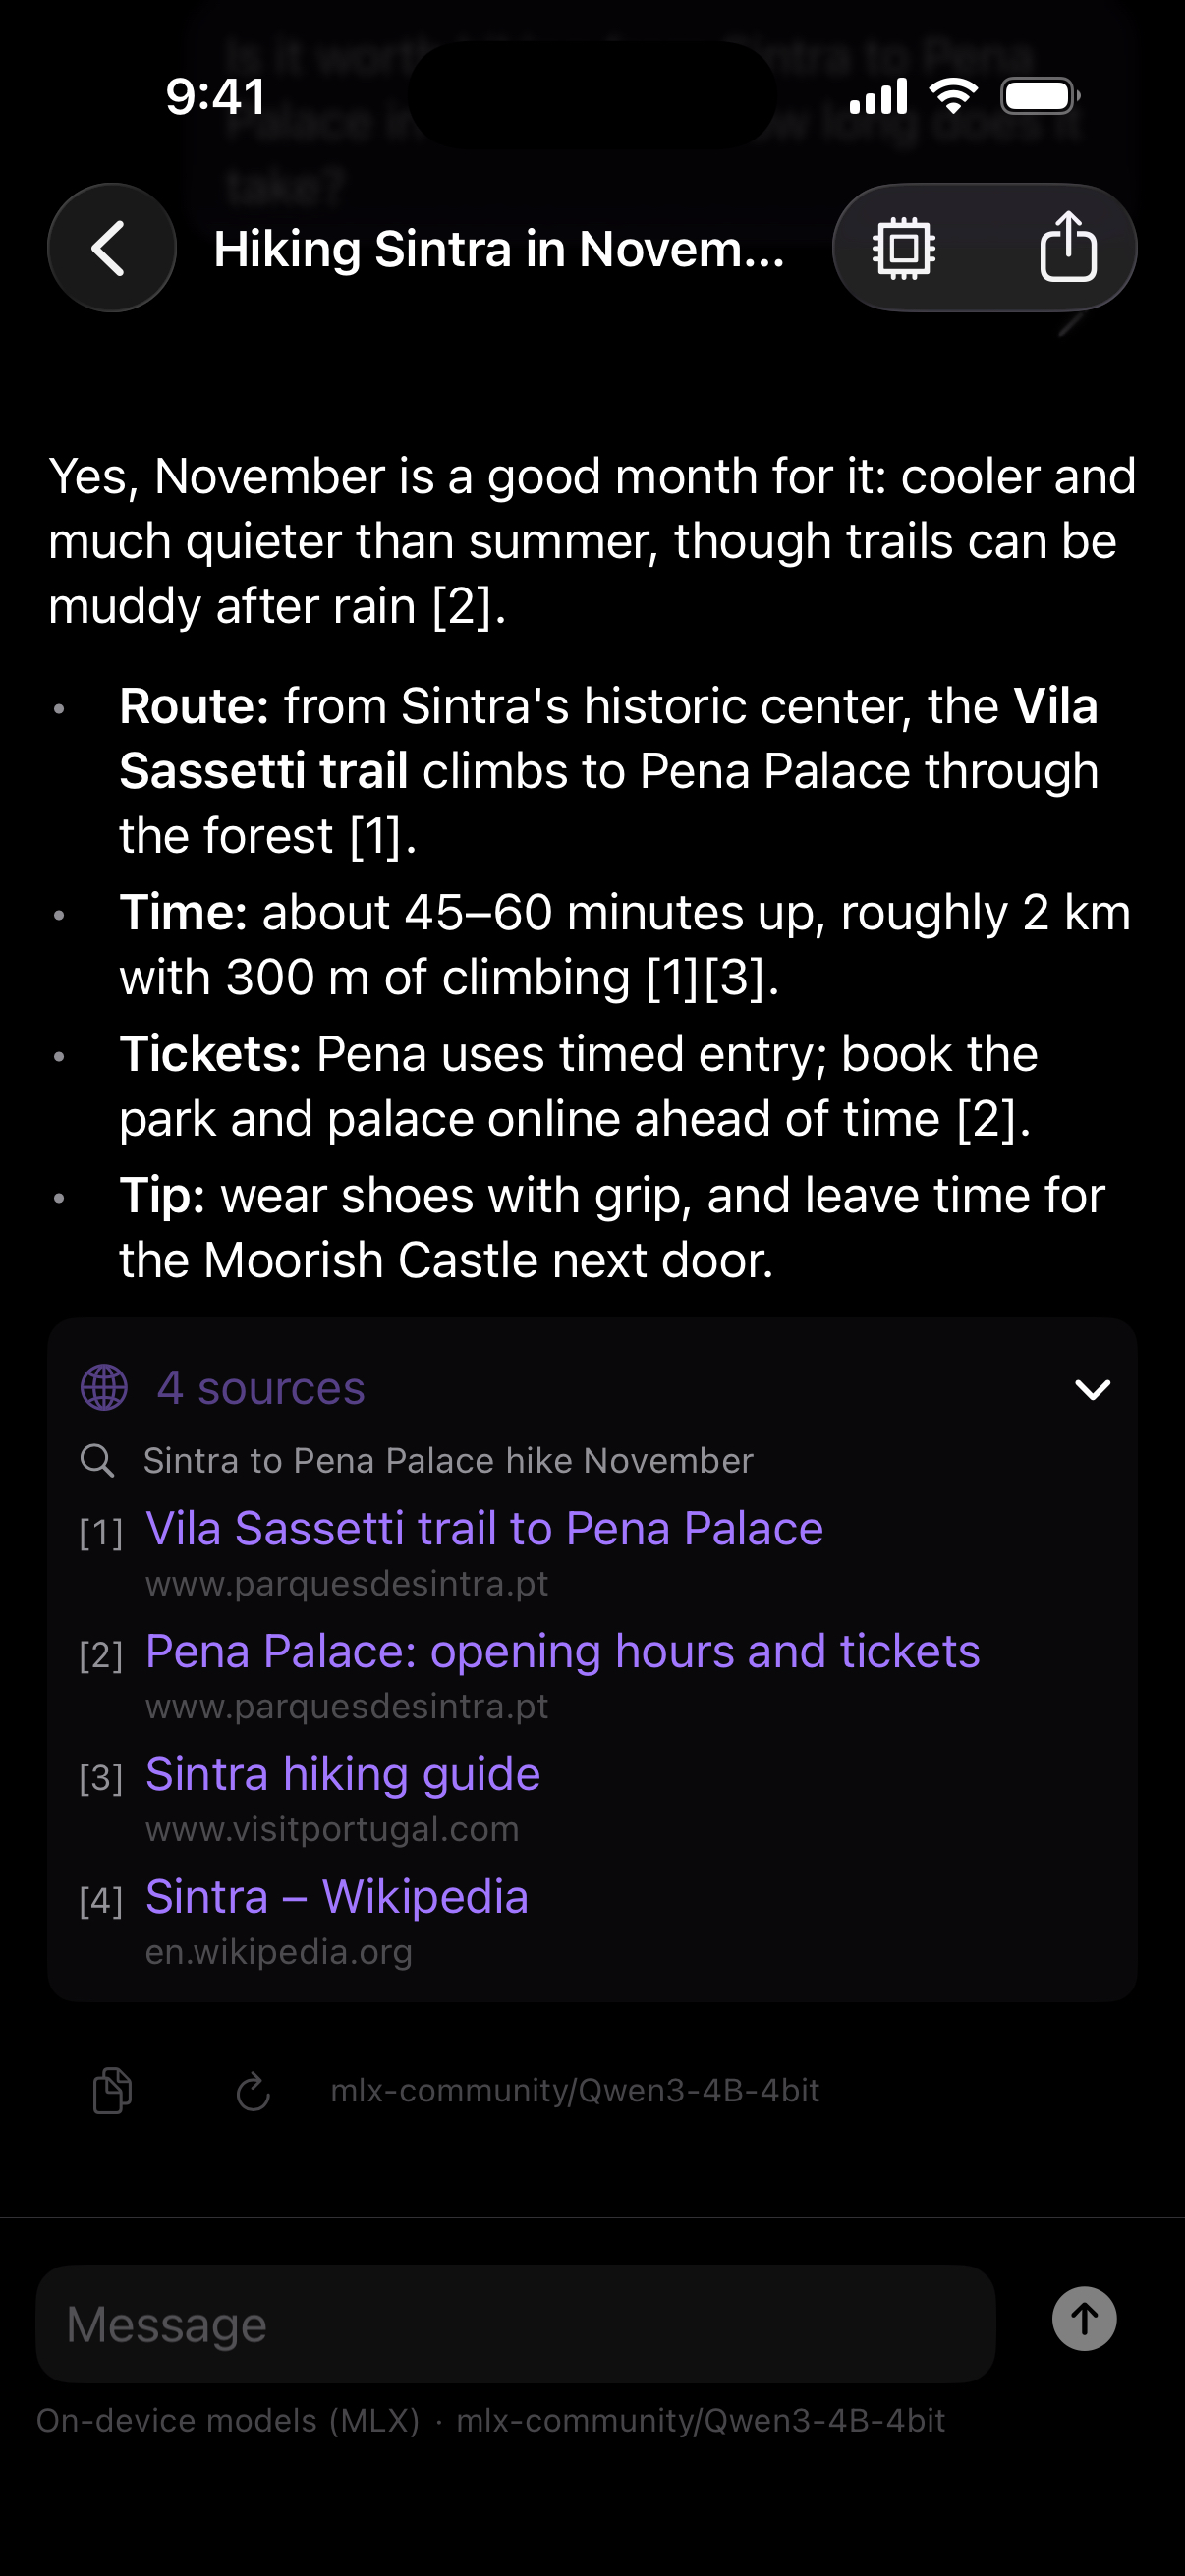 9:41
Hiking Sintra in Novem...
Yes, November is a good month for it: cooler and
much quieter than summer, though trails can be
muddy after rain [2].
• Route: from Sintra's historic center, the Vila
Sassetti trail climbs to Pena Palace through
the forest [1].
• Time: about 45–60 minutes up, roughly 2 km
with 300 m of climbing [1][3].
• Tickets: Pena uses timed entry; book the
park and palace online ahead of time [2].
• Tip: wear shoes with grip, and leave time for
the Moorish Castle next door.
4 sources
Sintra to Pena Palace hike November
[1] Vila Sassetti trail to Pena Palace
www.parquesdesintra.pt
[2] Pena Palace: opening hours and tickets
www.parquesdesintra.pt
[3] Sintra hiking guide
www.visitportugal.com
[4] Sintra – Wikipedia
en.wikipedia.org
mlx-community/Qwen3-4B-4bit
Message
On-device models (MLX) · mlx-community/Qwen3-4B-4bit